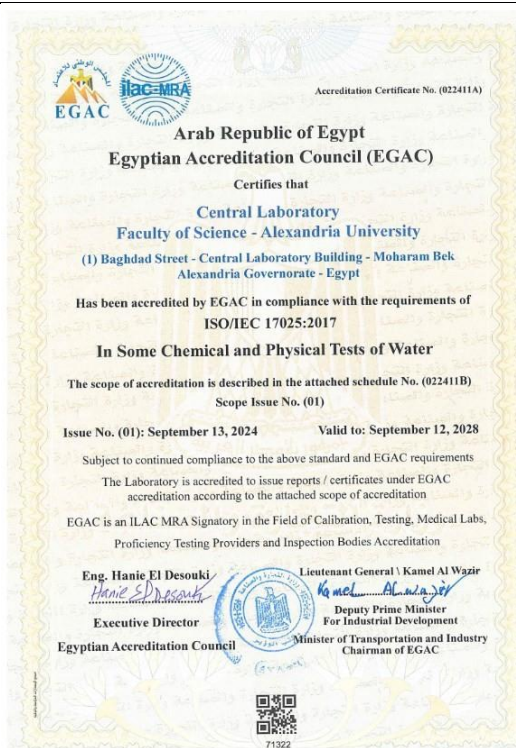 المجلس الوطني للاعتماد
EGAC
ilac-MRA
Accreditation Certificate No. (022411A)
Arab Republic of Egypt
Egyptian Accreditation Council (EGAC)
Certifies that
Central Laboratory
Faculty of Science - Alexandria University
(1) Baghdad Street - Central Laboratory Building - Moharam Bek
Alexandria Governorate - Egypt
Has been accredited by EGAC in compliance with the requirements of
ISO/IEC 17025:2017
In Some Chemical and Physical Tests of Water
The scope of accreditation is described in the attached schedule No. (022411B)
Scope Issue No. (01)
Issue No. (01): September 13, 2024 Valid to: September 12, 2028
Subject to continued compliance to the above standard and EGAC requirements
The Laboratory is accredited to issue reports / certificates under EGAC
accreditation according to the attached scope of accreditation
EGAC is an ILAC MRA Signatory in the Field of Calibration, Testing, Medical Labs,
Proficiency Testing Providers and Inspection Bodies Accreditation
Eng. Hanie El Desouki Lieutenant General \ Kamel Al Wazir
Hanie El Desouki Kamel AL.wazir
Executive Director Deputy Prime Minister
For Industrial Development
Egyptian Accreditation Council Minister of Transportation and Industry
Chairman of EGAC
71322